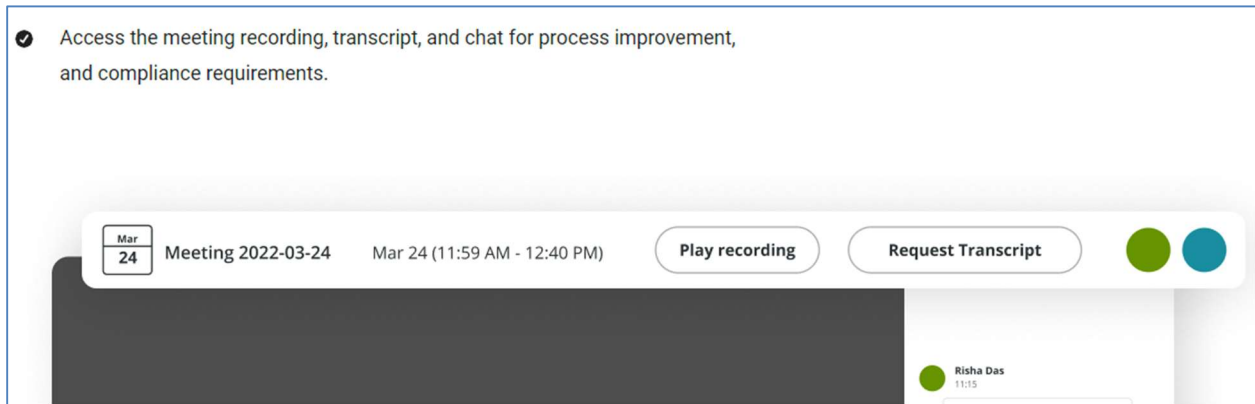 Access the meeting recording, transcript, and chat for process improvement,
and compliance requirements.
Mar
24
Meeting 2022-03-24
Mar 24 (11:59 AM - 12:40 PM)
Play recording
Request Transcript
Risha Das
11:15